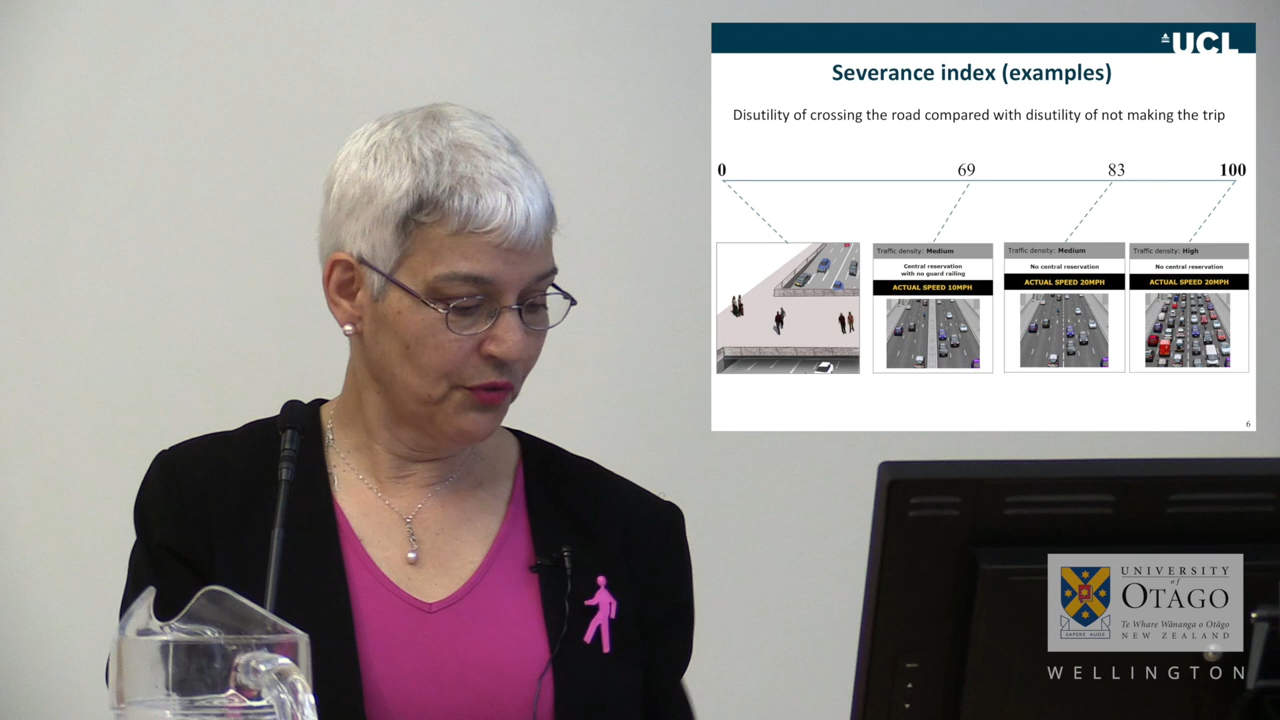 UCL
Severance index (examples)
Disutility of crossing the road compared with disutility of not making the trip
0 69 83 100
Traffic density: Medium
Central reservation
with no guard railing
ACTUAL SPEED 10MPH
Traffic density: Medium
No central reservation
ACTUAL SPEED 20MPH
Traffic density: High
No central reservation
ACTUAL SPEED 20MPH
6
UNIVERSITY
of
OTAGO
Te Whare Wānanga o Otāgo
NEW ZEALAND
SAPERE AUDE
WELLINGTON